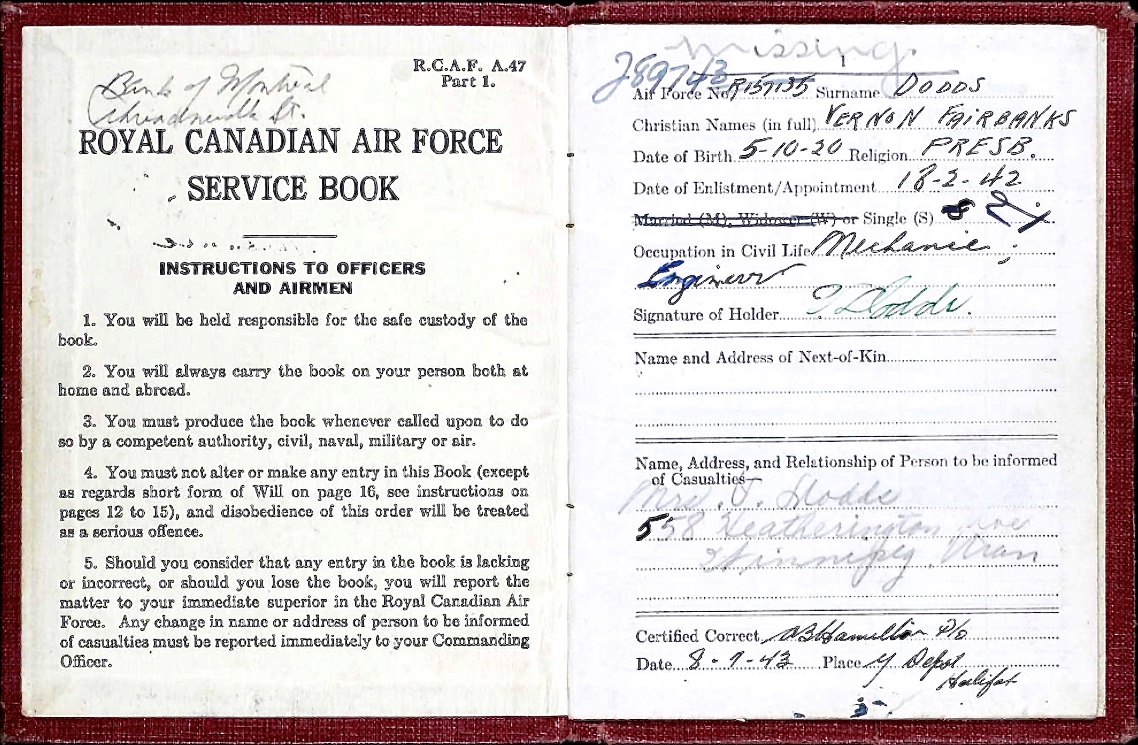 Bank of Montreal
St.
R.C.A.F. A.47
Part 1.
ROYAL CANADIAN AIR FORCE
SERVICE BOOK
INSTRUCTIONS TO OFFICERS
AND AIRMEN
1. You will be held responsible for the safe custody of the
book.
2. You will always carry the book on your person both at
home and abroad.
3. You must produce the book whenever called upon to do
so by a competent authority, civil, naval, military or air.
4. You must not alter or make any entry in this Book (except
as regards short form of Will on page 16, see instructions on
pages 12 to 15), and disobedience of this order will be treated
as a serious offence.
5. Should you consider that any entry in the book is lacking
or incorrect, or should you lose the book, you will report the
matter to your immediate superior in the Royal Canadian Air
Force. Any change in name or address of person to be informed
of casualties must be reported immediately to your Commanding
Officer.
missing.
1
J89743
Air Force No. R157135 Surname DODDS
Christian Names (in full) VERNON FAIRBANKS
Date of Birth 5-10-20 Religion PRESB.
Date of Enlistment/Appointment 18-2-42
Married (M), Widower (W) or Single (S) S
Occupation in Civil Life Mechanic
Engineer
Signature of Holder Dodds.
Name and Address of Next-of-Kin
Name, Address, and Relationship of Person to be informed
of Casualties—
Mrs. J. Dodds
558 Heatherington Ave
Winnipeg Man
Certified Correct Hamilton P/o
Date 8-7-43 Place Y Depot
Halifax